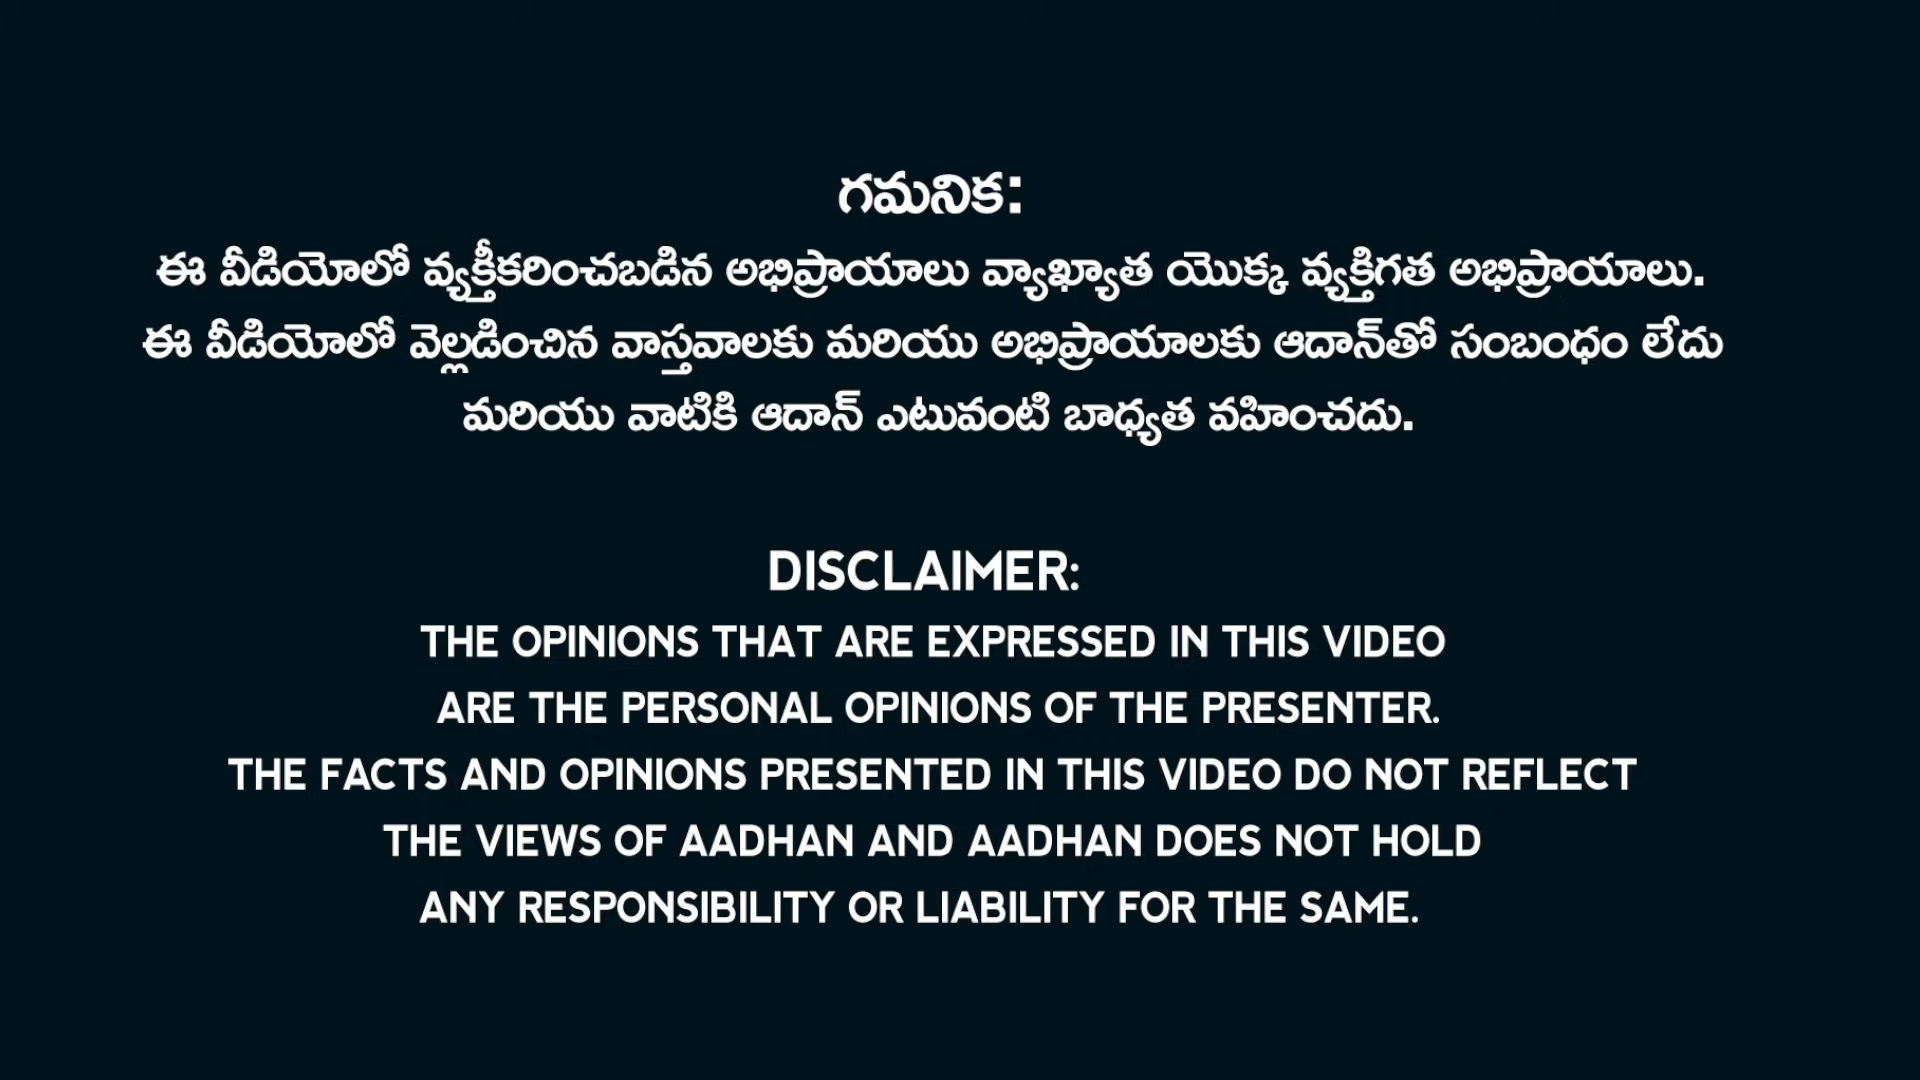 గమనిక:
ఈ వీడియోలో వ్యక్తీకరించబడిన అభిప్రాయాలు వ్యాఖ్యాత యొక్క వ్యక్తిగత అభిప్రాయాలు.
ఈ వీడియోలో వెల్లడించిన వాస్తవాలకు మరియు అభిప్రాయాలకు ఆదాన్‌తో సంబంధం లేదు
మరియు వాటికి ఆదాన్ ఎటువంటి బాధ్యత వహించదు.
DISCLAIMER:
THE OPINIONS THAT ARE EXPRESSED IN THIS VIDEO
ARE THE PERSONAL OPINIONS OF THE PRESENTER.
THE FACTS AND OPINIONS PRESENTED IN THIS VIDEO DO NOT REFLECT
THE VIEWS OF AADHAN AND AADHAN DOES NOT HOLD
ANY RESPONSIBILITY OR LIABILITY FOR THE SAME.